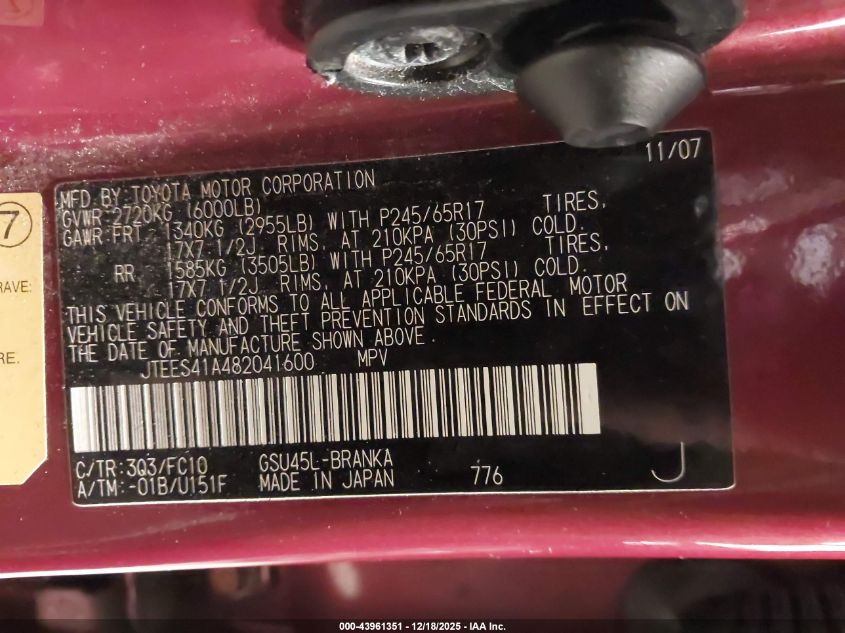 11/07
MFD. BY: TOYOTA MOTOR CORPORATION
GVWR 2720KG (6000LB)
GAWR FRT 1340KG (2955LB) WITH P245/65R17 TIRES,
17X7 1/2J RIMS, AT 210KPA (30PSI) COLD.
RR 1585KG (3505LB) WITH P245/65R17 TIRES,
17X7 1/2J RIMS, AT 210KPA (30PSI) COLD.
THIS VEHICLE CONFORMS TO ALL APPLICABLE FEDERAL MOTOR
VEHICLE SAFETY AND THEFT PREVENTION STANDARDS IN EFFECT ON
THE DATE OF MANUFACTURE SHOWN ABOVE.
JTEES41A482041600 MPV
C/TR: 3Q3/FC10 GSU45L-BRANKA
A/TM: -01B/U151F MADE IN JAPAN 776 J
7
RAVE:
RE.
000-43961351 — 12/18/2025 - IAA Inc.